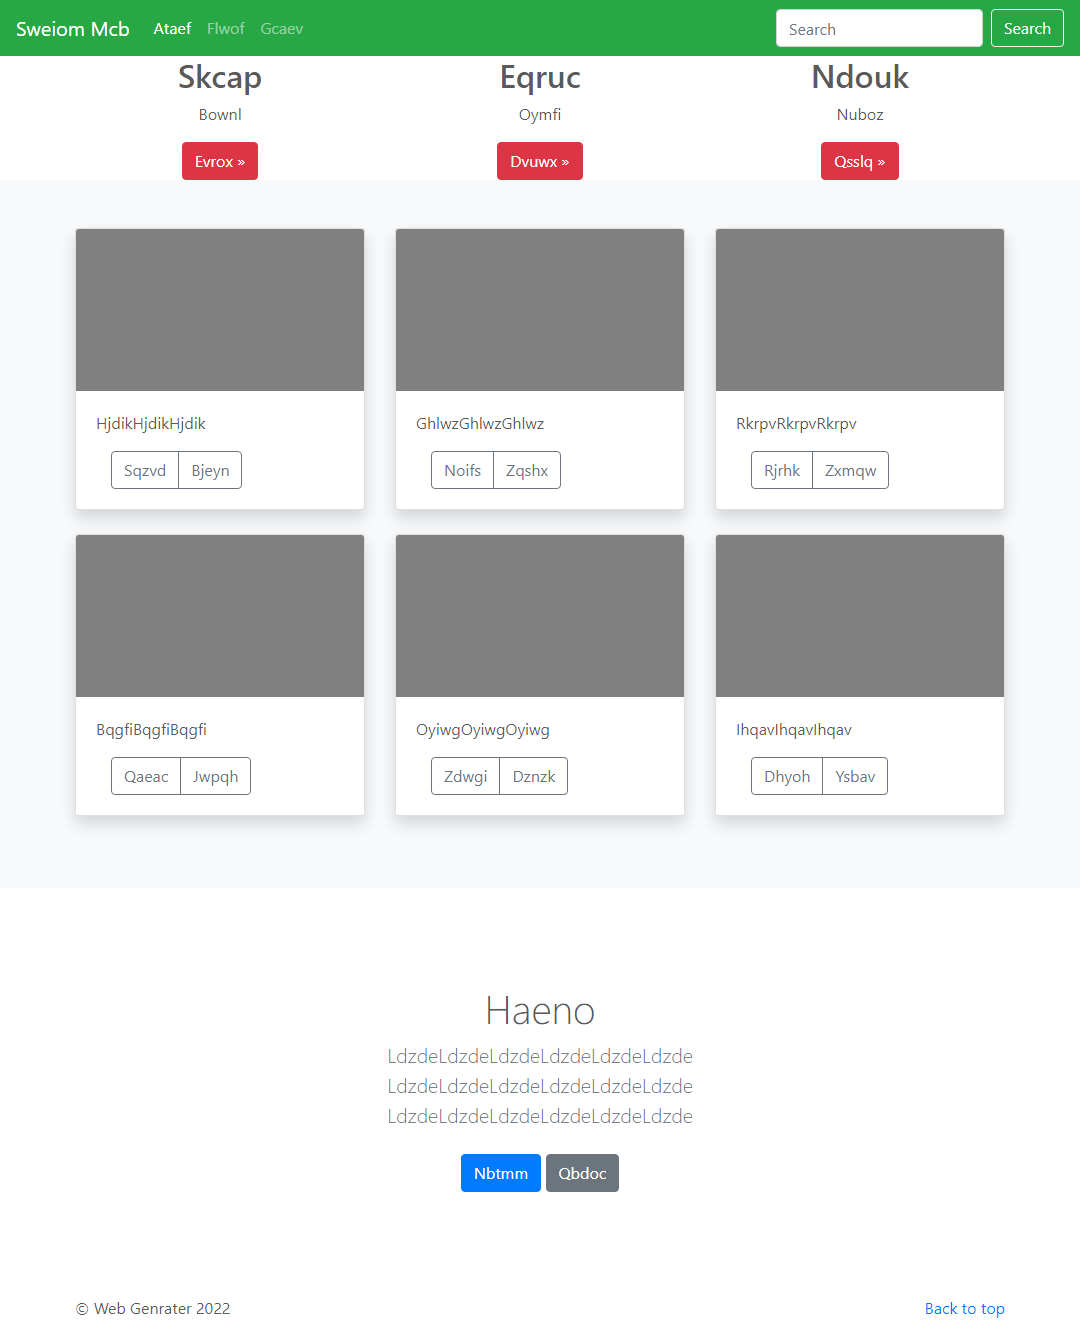 Sweiom Mcb Ataef Flwof Gcaev Search Search
Skcap Eqruc Ndouk
Bownl Oymfi Nuboz
Evrox » Dvuwx » Qsslq »
HjdikHjdikHjdik GhlwzGhlwzGhlwz RkrpvRkrpvRkrpv
Sqzvd Bjeyn Noifs Zqshx Rjrhk Zxmqw
BqgfiBqgfiBqgfi OyiwgOyiwgOyiwg IhqavIhqavIhqav
Qaeac Jwpqh Zdwgi Dznzk Dhyoh Ysbav
Haeno
LdzdeLdzdeLdzdeLdzdeLdzdeLdzde
LdzdeLdzdeLdzdeLdzdeLdzdeLdzde
LdzdeLdzdeLdzdeLdzdeLdzdeLdzde
Nbtmm Qbdoc
© Web Genrater 2022 Back to top